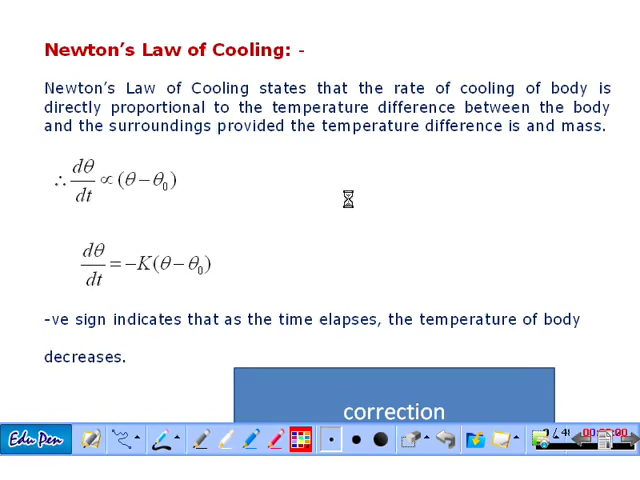 Newton’s Law of Cooling: -
Newton’s Law of Cooling states that the rate of cooling of body is
directly proportional to the temperature difference between the body
and the surroundings provided the temperature difference is and mass.
∴ dθ/dt ∝ (θ − θ₀)
dθ/dt = −K(θ − θ₀)
-ve sign indicates that as the time elapses, the temperature of body
decreases.
correction
Edu Pen